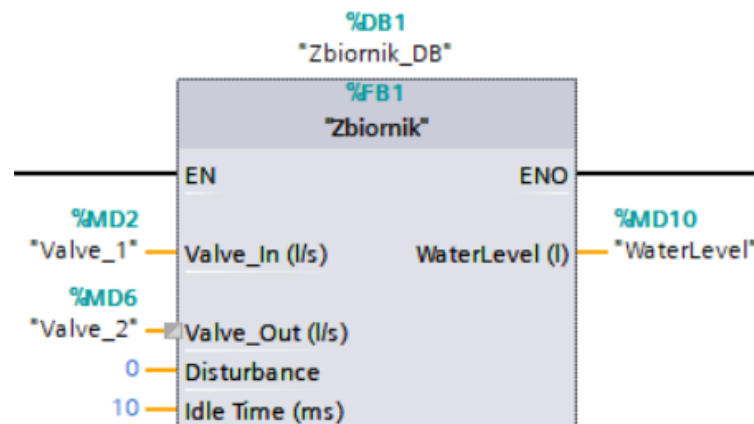 %DB1
"Zbiornik_DB"
%FB1
"Zbiornik"
EN ENO
%MD2 %MD10
"Valve_1" Valve_In (l/s) WaterLevel (l) "WaterLevel"
%MD6
"Valve_2" Valve_Out (l/s)
0 Disturbance
10 Idle Time (ms)